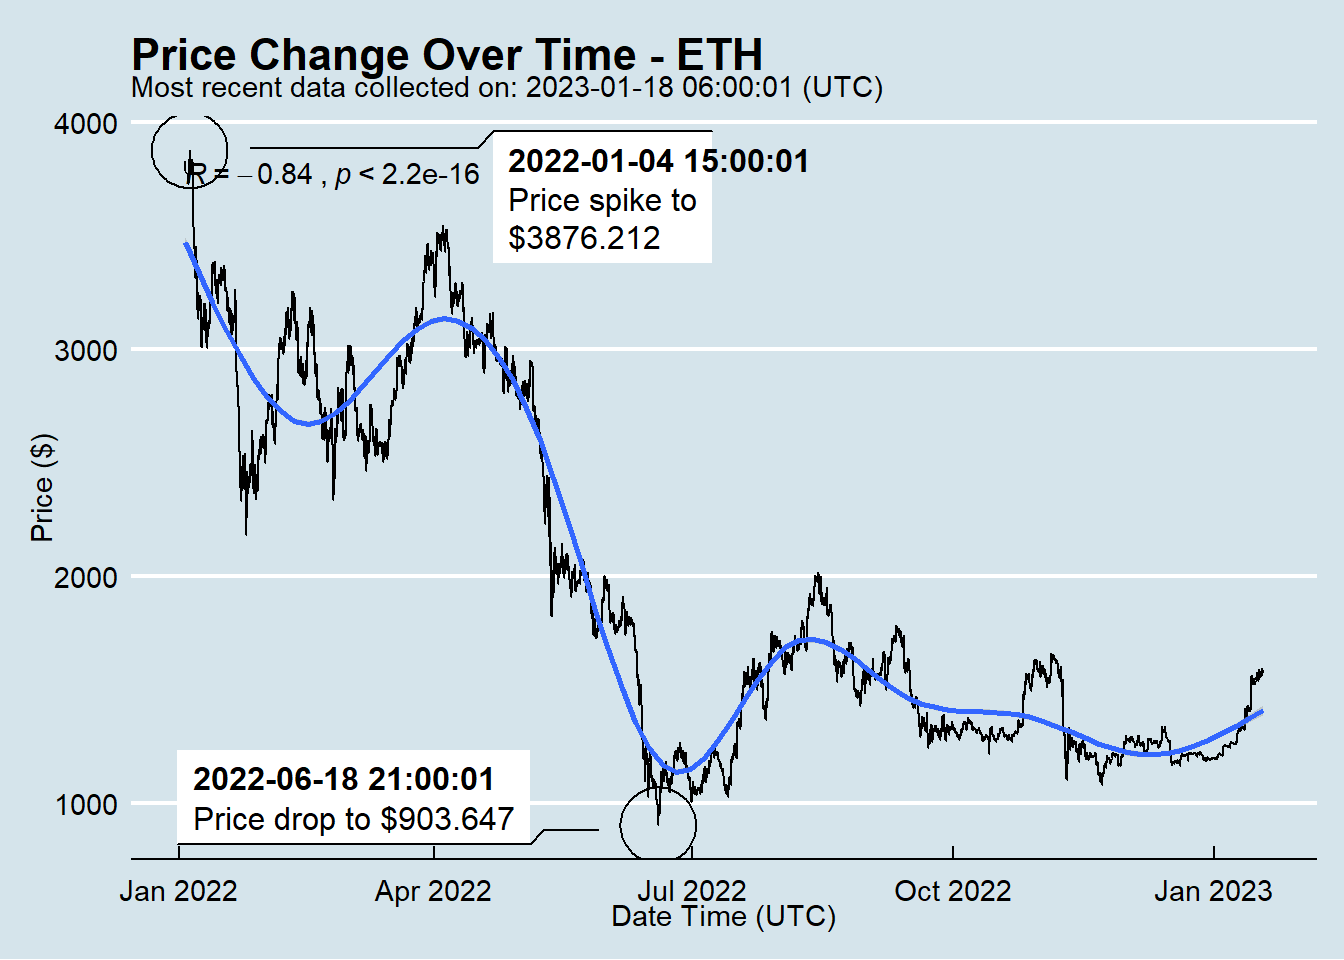 Price Change Over Time - ETH
Most recent data collected on: 2023-01-18 06:00:01 (UTC)
4000
R = −0.84 , p < 2.2e-16
2022-01-04 15:00:01
Price spike to
$3876.212
3000
Price ($)
2000
2022-06-18 21:00:01
Price drop to $903.647
1000
Jan 2022
Apr 2022
Jul 2022
Oct 2022
Jan 2023
Date Time (UTC)